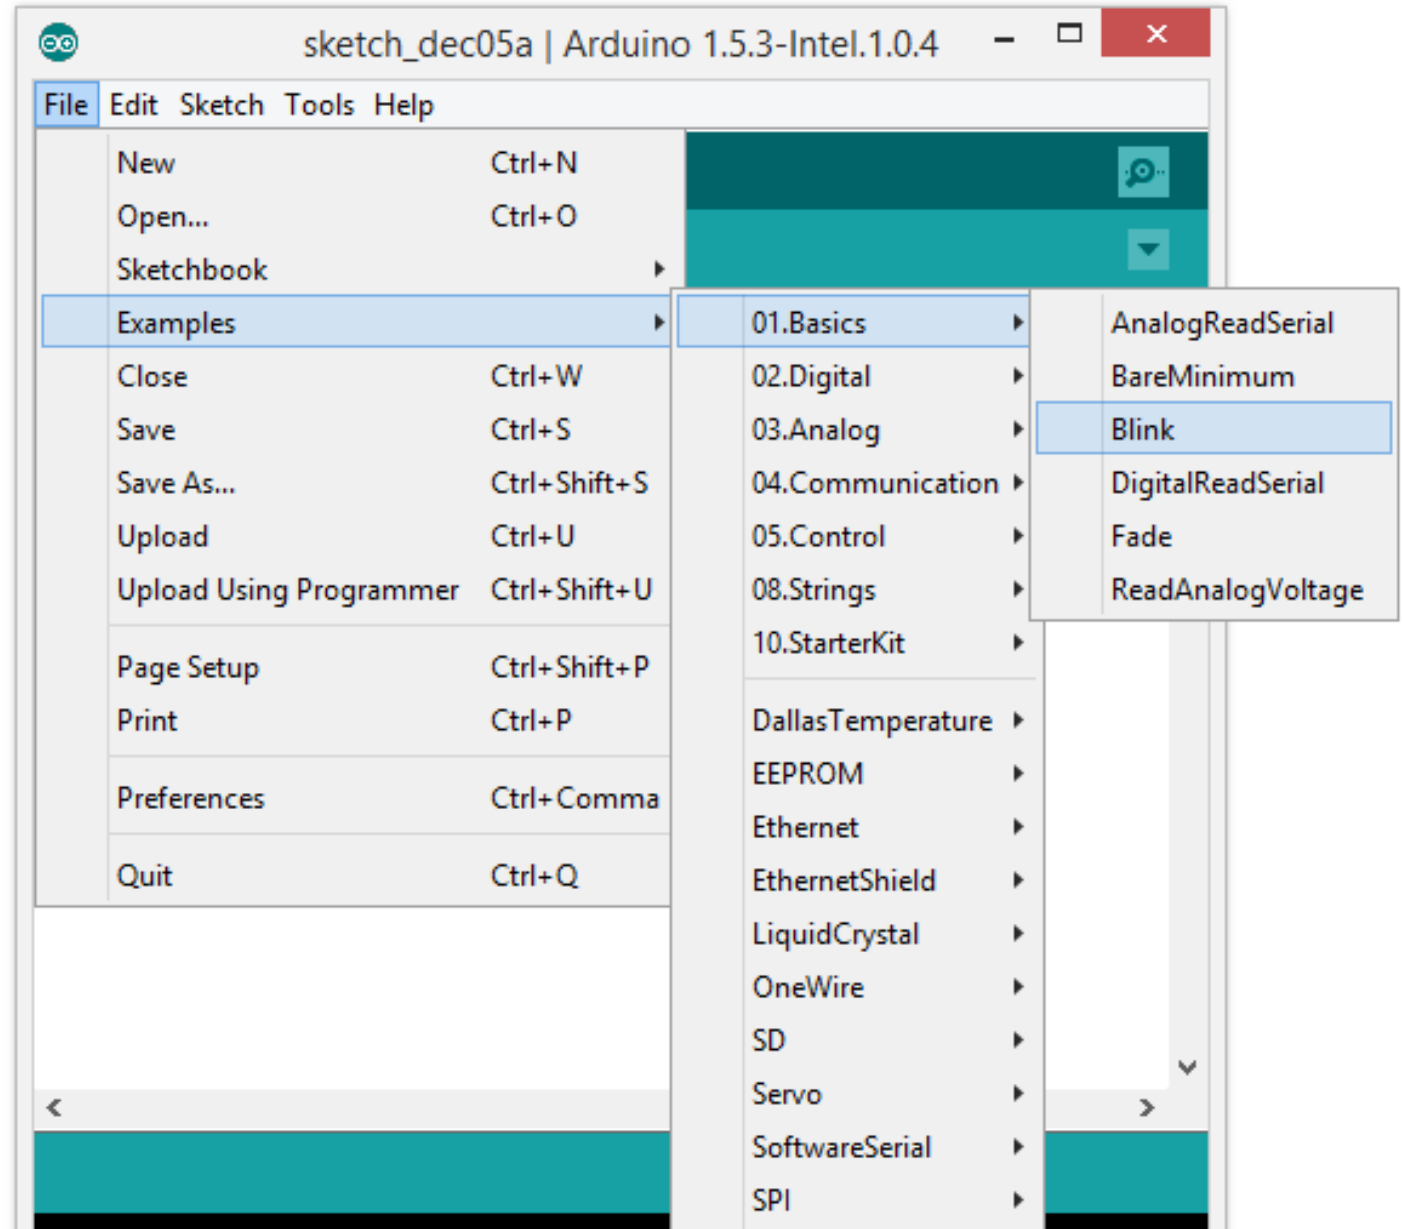 sketch_dec05a | Arduino 1.5.3-Intel.1.0.4
File Edit Sketch Tools Help
New Ctrl+N
Open... Ctrl+O
Sketchbook
Examples
Close Ctrl+W
Save Ctrl+S
Save As... Ctrl+Shift+S
Upload Ctrl+U
Upload Using Programmer Ctrl+Shift+U
Page Setup Ctrl+Shift+P
Print Ctrl+P
Preferences Ctrl+Comma
Quit Ctrl+Q
01.Basics
02.Digital
03.Analog
04.Communication
05.Control
08.Strings
10.StarterKit
DallasTemperature
EEPROM
Ethernet
EthernetShield
LiquidCrystal
OneWire
SD
Servo
SoftwareSerial
SPI
AnalogReadSerial
BareMinimum
Blink
DigitalReadSerial
Fade
ReadAnalogVoltage